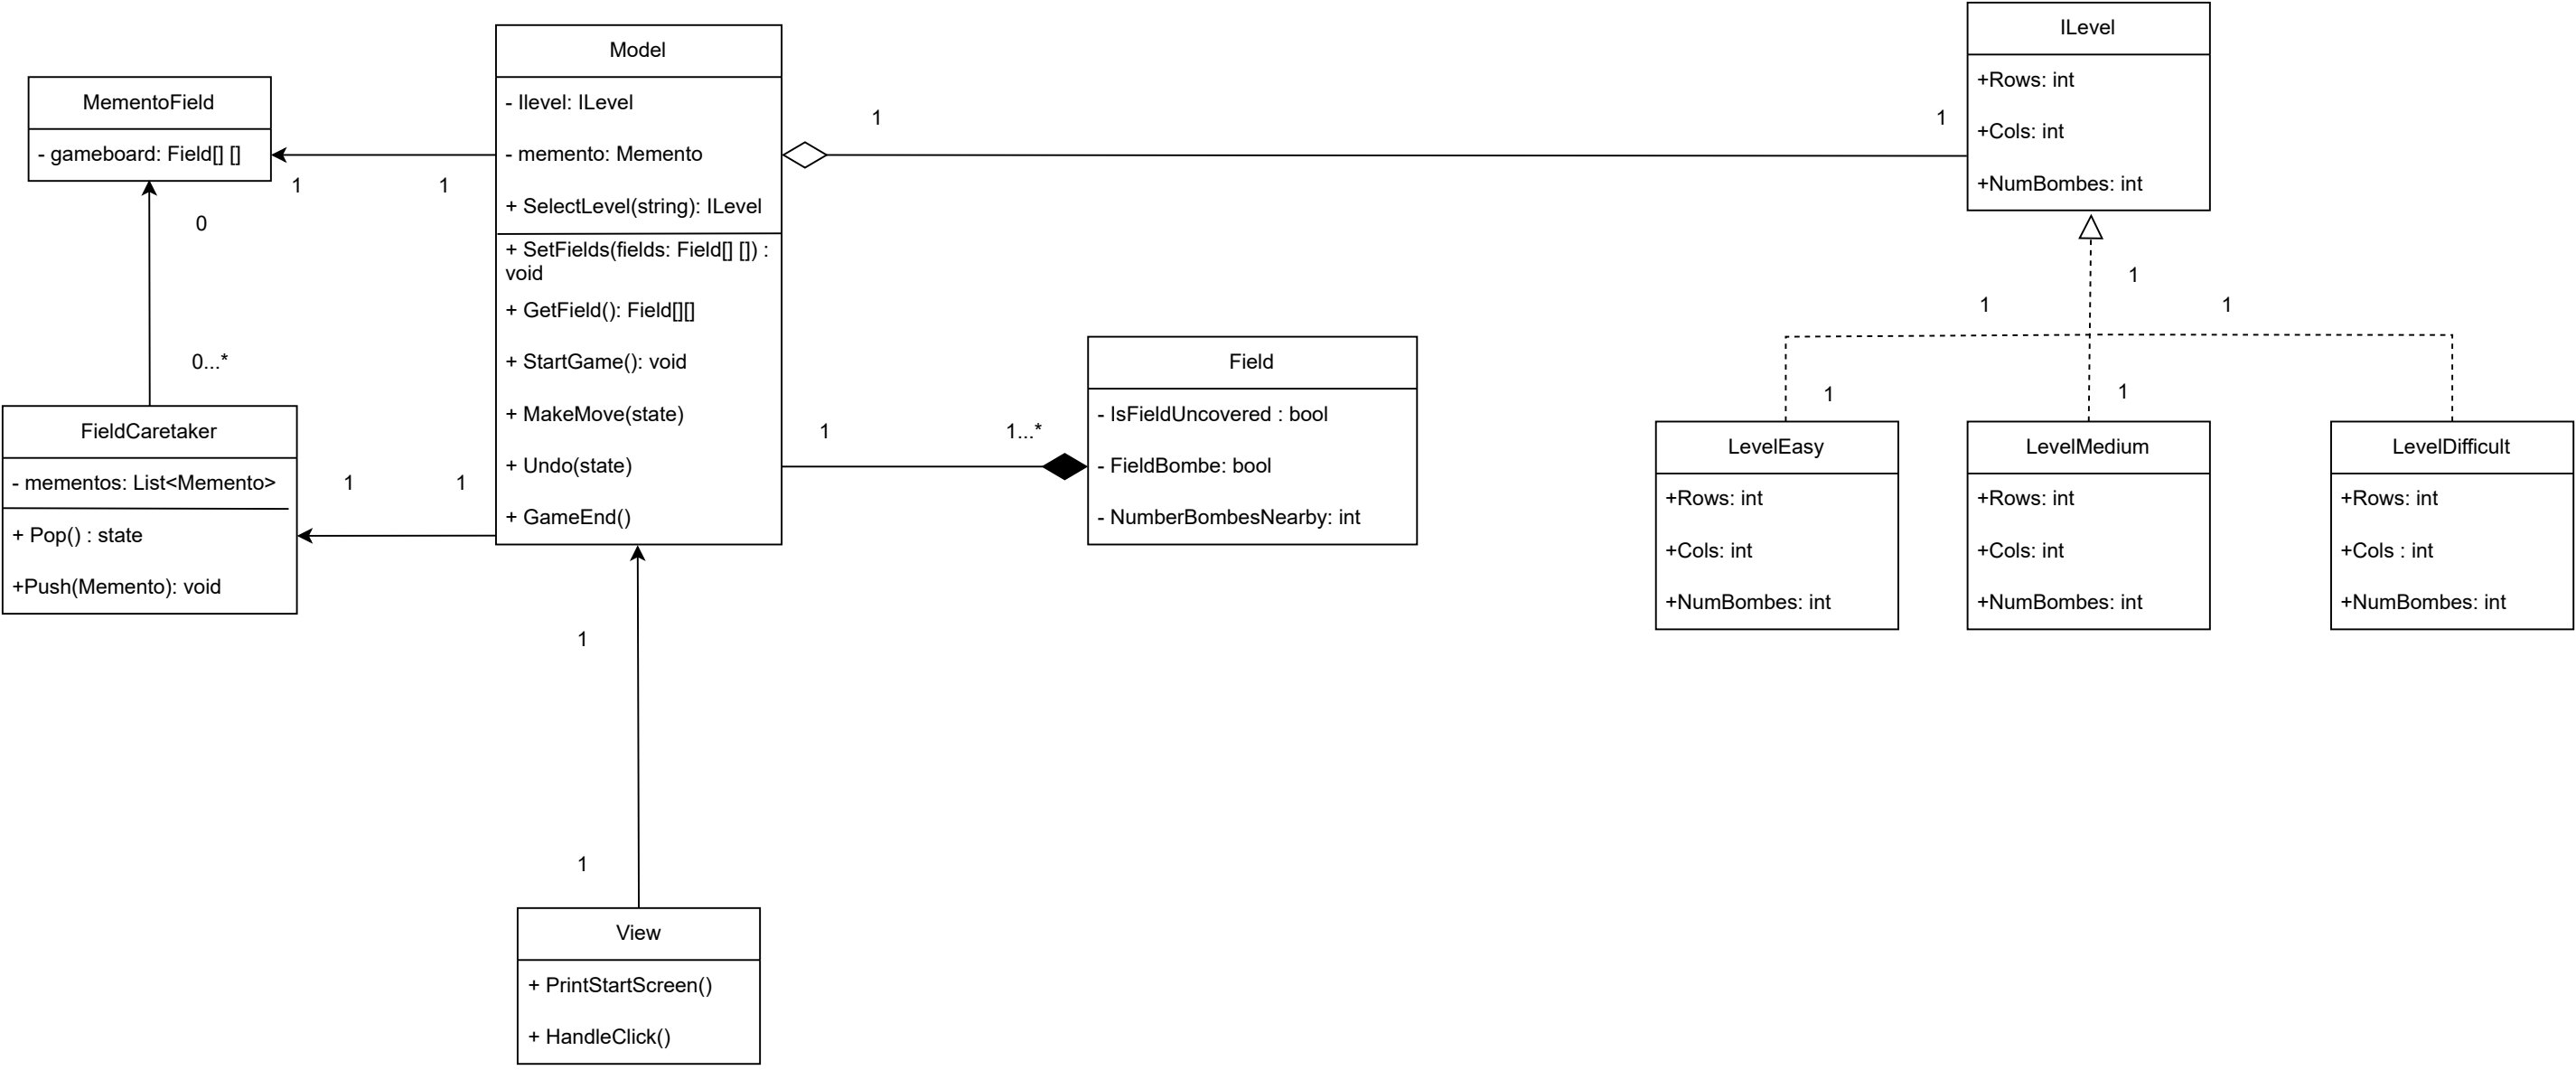 MementoField
- gameboard: Field[] []
Model
- Ilevel: ILevel
- memento: Memento
+ SelectLevel(string): ILevel
+ SetFields(fields: Field[] []) :
void
+ GetField(): Field[][]
+ StartGame(): void
+ MakeMove(state)
+ Undo(state)
+ GameEnd()
1
1
1
1
ILevel
+Rows: int
+Cols: int
+NumBombes: int
0
0...*
FieldCaretaker
- mementos: List<Memento>
+ Pop() : state
+Push(Memento): void
1
1
1
1...*
Field
- IsFieldUncovered : bool
- FieldBombe: bool
- NumberBombesNearby: int
1
1
1
1
1
LevelEasy
+Rows: int
+Cols: int
+NumBombes: int
LevelMedium
+Rows: int
+Cols: int
+NumBombes: int
LevelDifficult
+Rows: int
+Cols : int
+NumBombes: int
1
1
View
+ PrintStartScreen()
+ HandleClick()